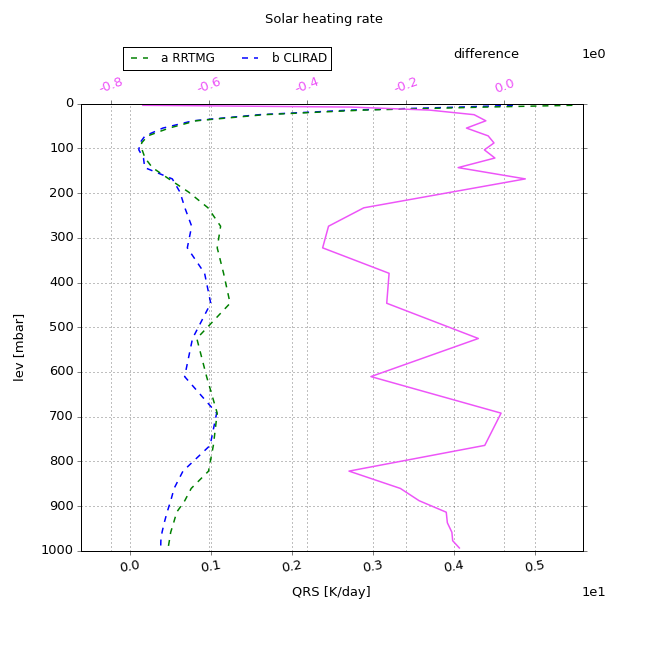 Solar heating rate
a RRTMG
b CLIRAD
difference
1e0
-0.8
-0.6
-0.4
-0.2
0.0
0
100
200
300
400
500
600
700
800
900
1000
lev [mbar]
0.0
0.1
0.2
0.3
0.4
0.5
QRS [K/day]
1e1